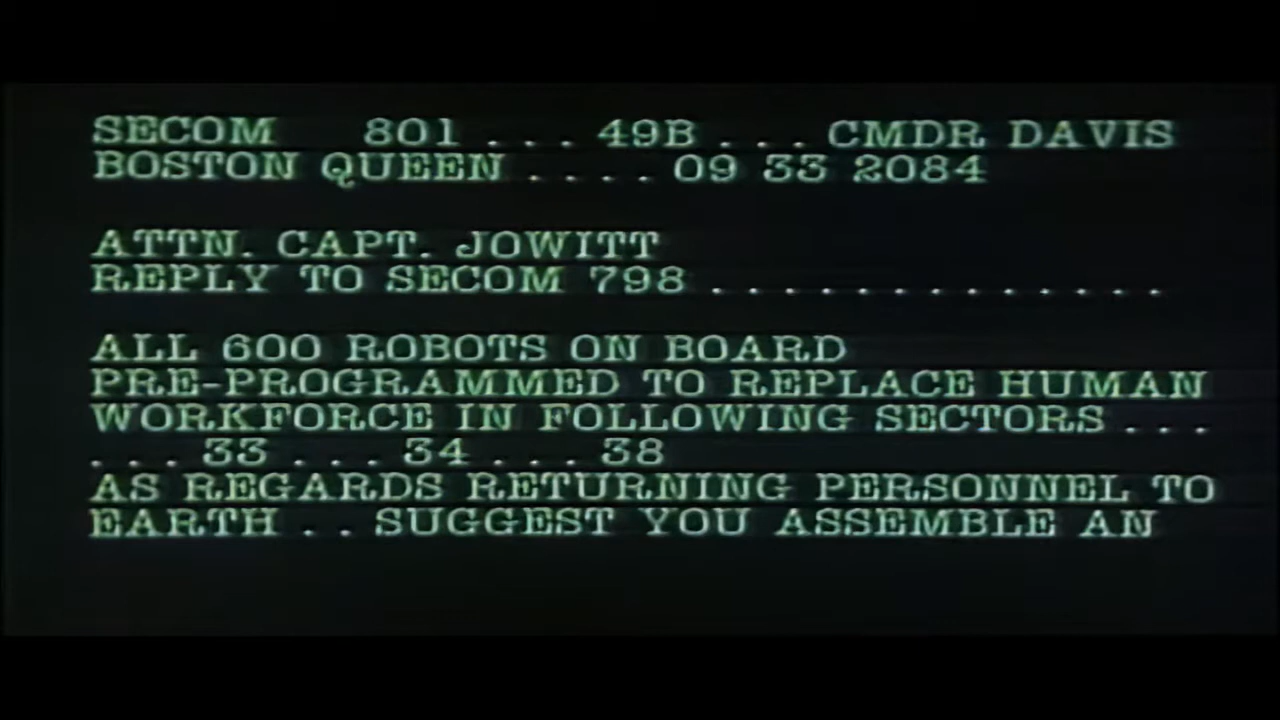 SECOM 801 . . . 49B . . . CMDR DAVIS
BOSTON QUEEN . . . . 09 33 2084
ATTN. CAPT. JOWITT
REPLY TO SECOM 798 . . . . . . . . . . . . . .
ALL 600 ROBOTS ON BOARD
PRE-PROGRAMMED TO REPLACE HUMAN
WORKFORCE IN FOLLOWING SECTORS . . .
. . . 33 . . . 34 . . . 38
AS REGARDS RETURNING PERSONNEL TO
EARTH . . SUGGEST YOU ASSEMBLE AN